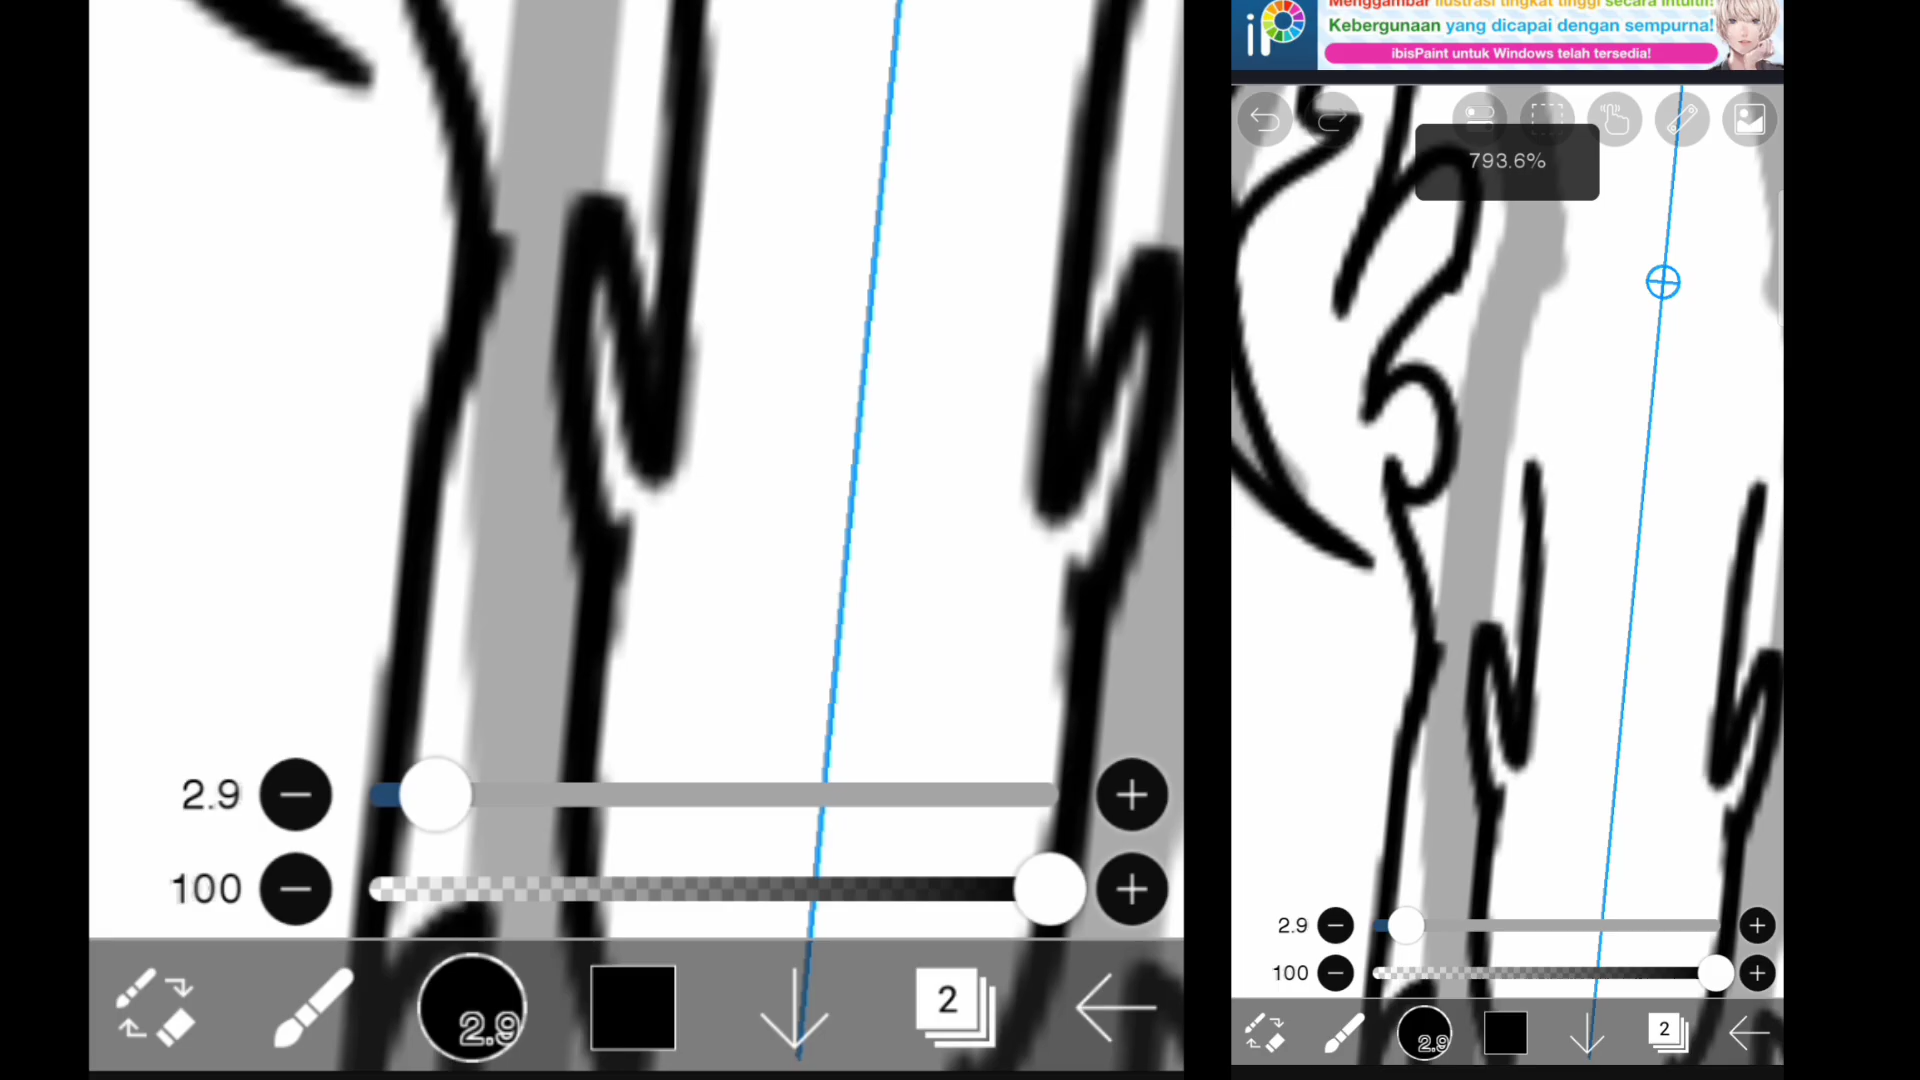 2.9
100
2.9
2
iP
Menggambar ilustrasi tingkat tinggi secara intuitif!
Kebergunaan yang dicapai dengan sempurna!
ibisPaint untuk Windows telah tersedia!
793.6%
2.9
100
2.9
2